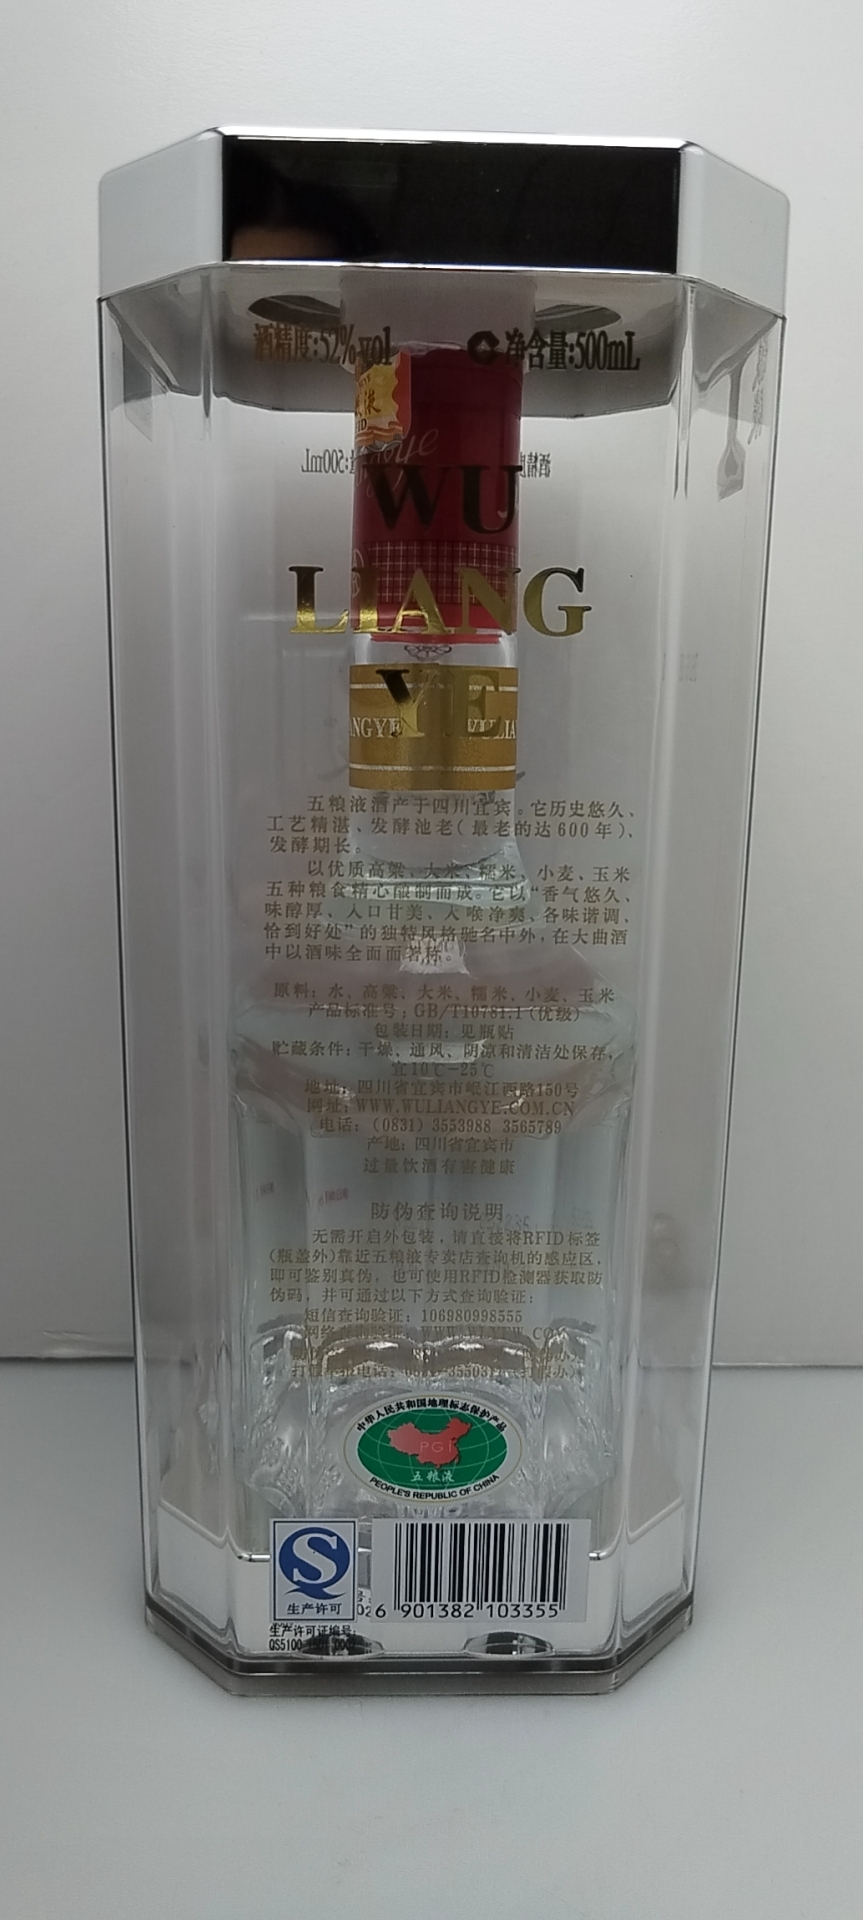 酒精度:52%vol 净含量:500mL
WU
LIANG
YE
ANGYE WULIA
五粮液酒产于四川宜宾。它历史悠久、
工艺精湛、发酵池老(最老的达600年)、
发酵期长。
以优质高粱、大米、糯米、小麦、玉米
五种粮食精心酿制而成。它以“香气悠久、
味醇厚、入口甘美、入喉净爽、各味谐调、
恰到好处”的独特风格驰名中外,在大曲酒
中以酒味全面而著称。
原料:水、高粱、大米、糯米、小麦、玉米
产品标准号:GB/T10781.1(优级)
包装日期:见瓶贴
贮藏条件:干燥、通风、阴凉和清洁处保存,
宜10℃-25℃
地址:四川省宜宾市岷江西路150号
网址:WWW.WULIANGYE.COM.CN
电话:(0831)3553988 3565789
产地:四川省宜宾市
过量饮酒有害健康
防伪查询说明
无需开启外包装,请直接将RFID标签
(瓶盖外)靠近五粮液专卖店查询机的感应区,
即可鉴别真伪,也可使用RFID检测器获取防
伪码,并可通过以下方式查询验证:
短信查询验证:106980998555
网络查询验证:WWW.WLYFW.COM
中华人民共和国地理标志保护产品
PGI
五粮液
PEOPLE'S REPUBLIC OF CHINA
生产许可
6 901382 103355
生产许可证编号:
QS5100